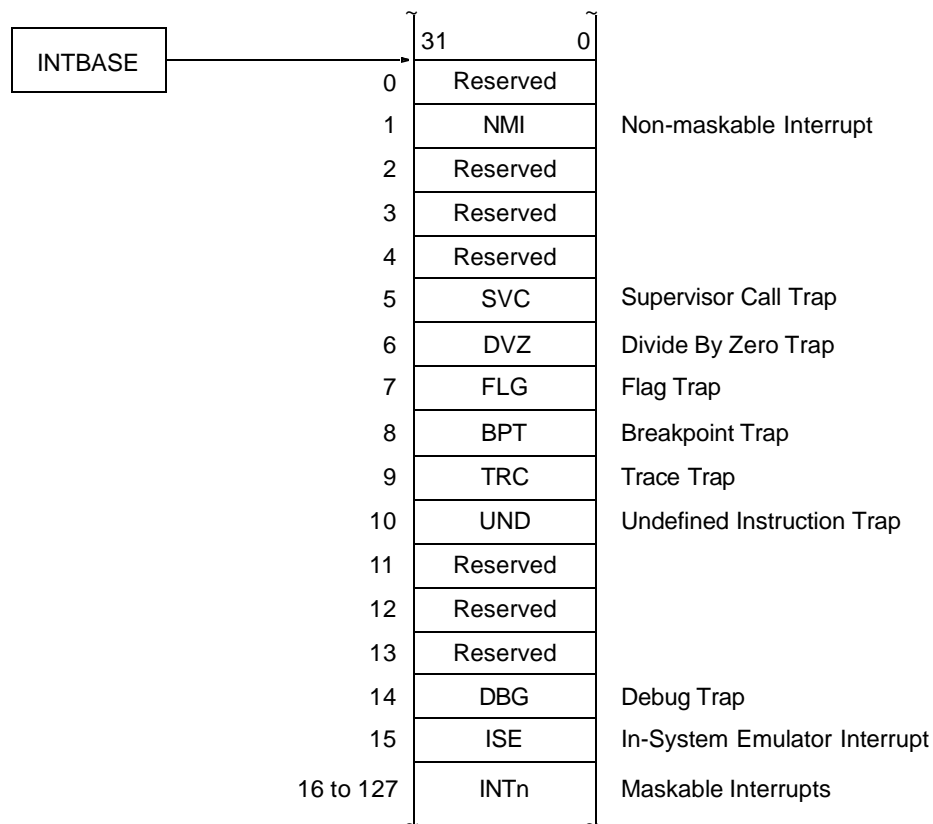 31 0
INTBASE
0 Reserved
1 NMI Non-maskable Interrupt
2 Reserved
3 Reserved
4 Reserved
5 SVC Supervisor Call Trap
6 DVZ Divide By Zero Trap
7 FLG Flag Trap
8 BPT Breakpoint Trap
9 TRC Trace Trap
10 UND Undefined Instruction Trap
11 Reserved
12 Reserved
13 Reserved
14 DBG Debug Trap
15 ISE In-System Emulator Interrupt
16 to 127 INTn Maskable Interrupts